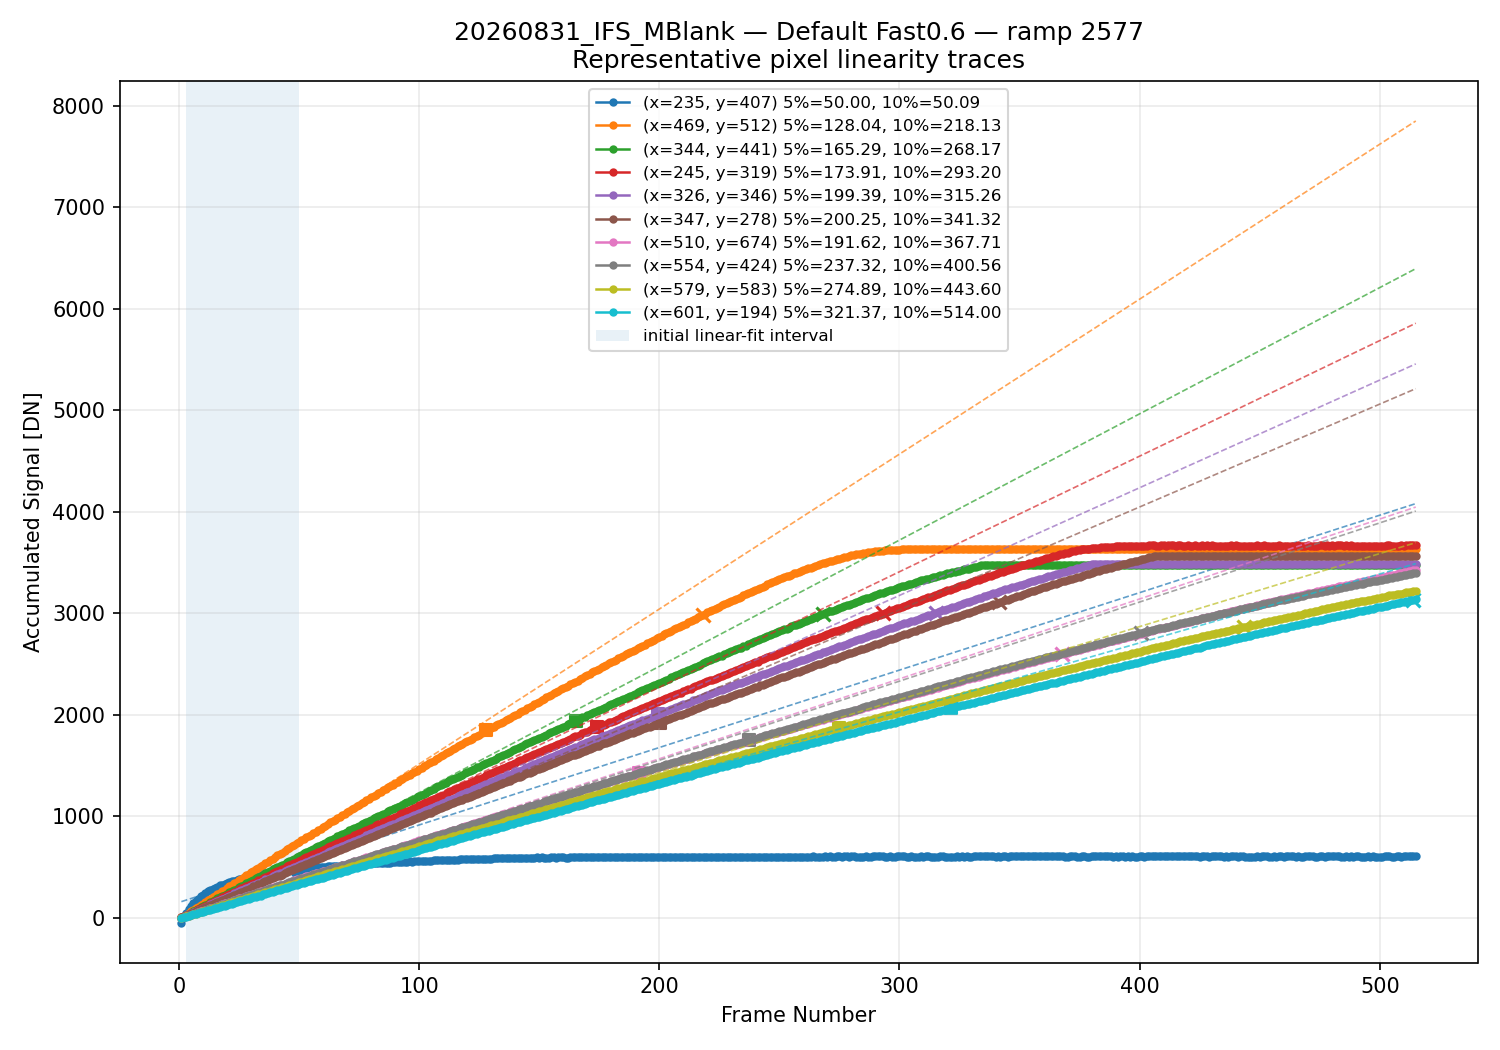 20260831_IFS_MBlank — Default Fast0.6 — ramp 2577
Representative pixel linearity traces
(x=235, y=407) 5%=50.00, 10%=50.09
(x=469, y=512) 5%=128.04, 10%=218.13
(x=344, y=441) 5%=165.29, 10%=268.17
(x=245, y=319) 5%=173.91, 10%=293.20
(x=326, y=346) 5%=199.39, 10%=315.26
(x=347, y=278) 5%=200.25, 10%=341.32
(x=510, y=674) 5%=191.62, 10%=367.71
(x=554, y=424) 5%=237.32, 10%=400.56
(x=579, y=583) 5%=274.89, 10%=443.60
(x=601, y=194) 5%=321.37, 10%=514.00
initial linear-fit interval
Accumulated Signal [DN]
8000
7000
6000
5000
4000
3000
2000
1000
0
0 100 200 300 400 500
Frame Number